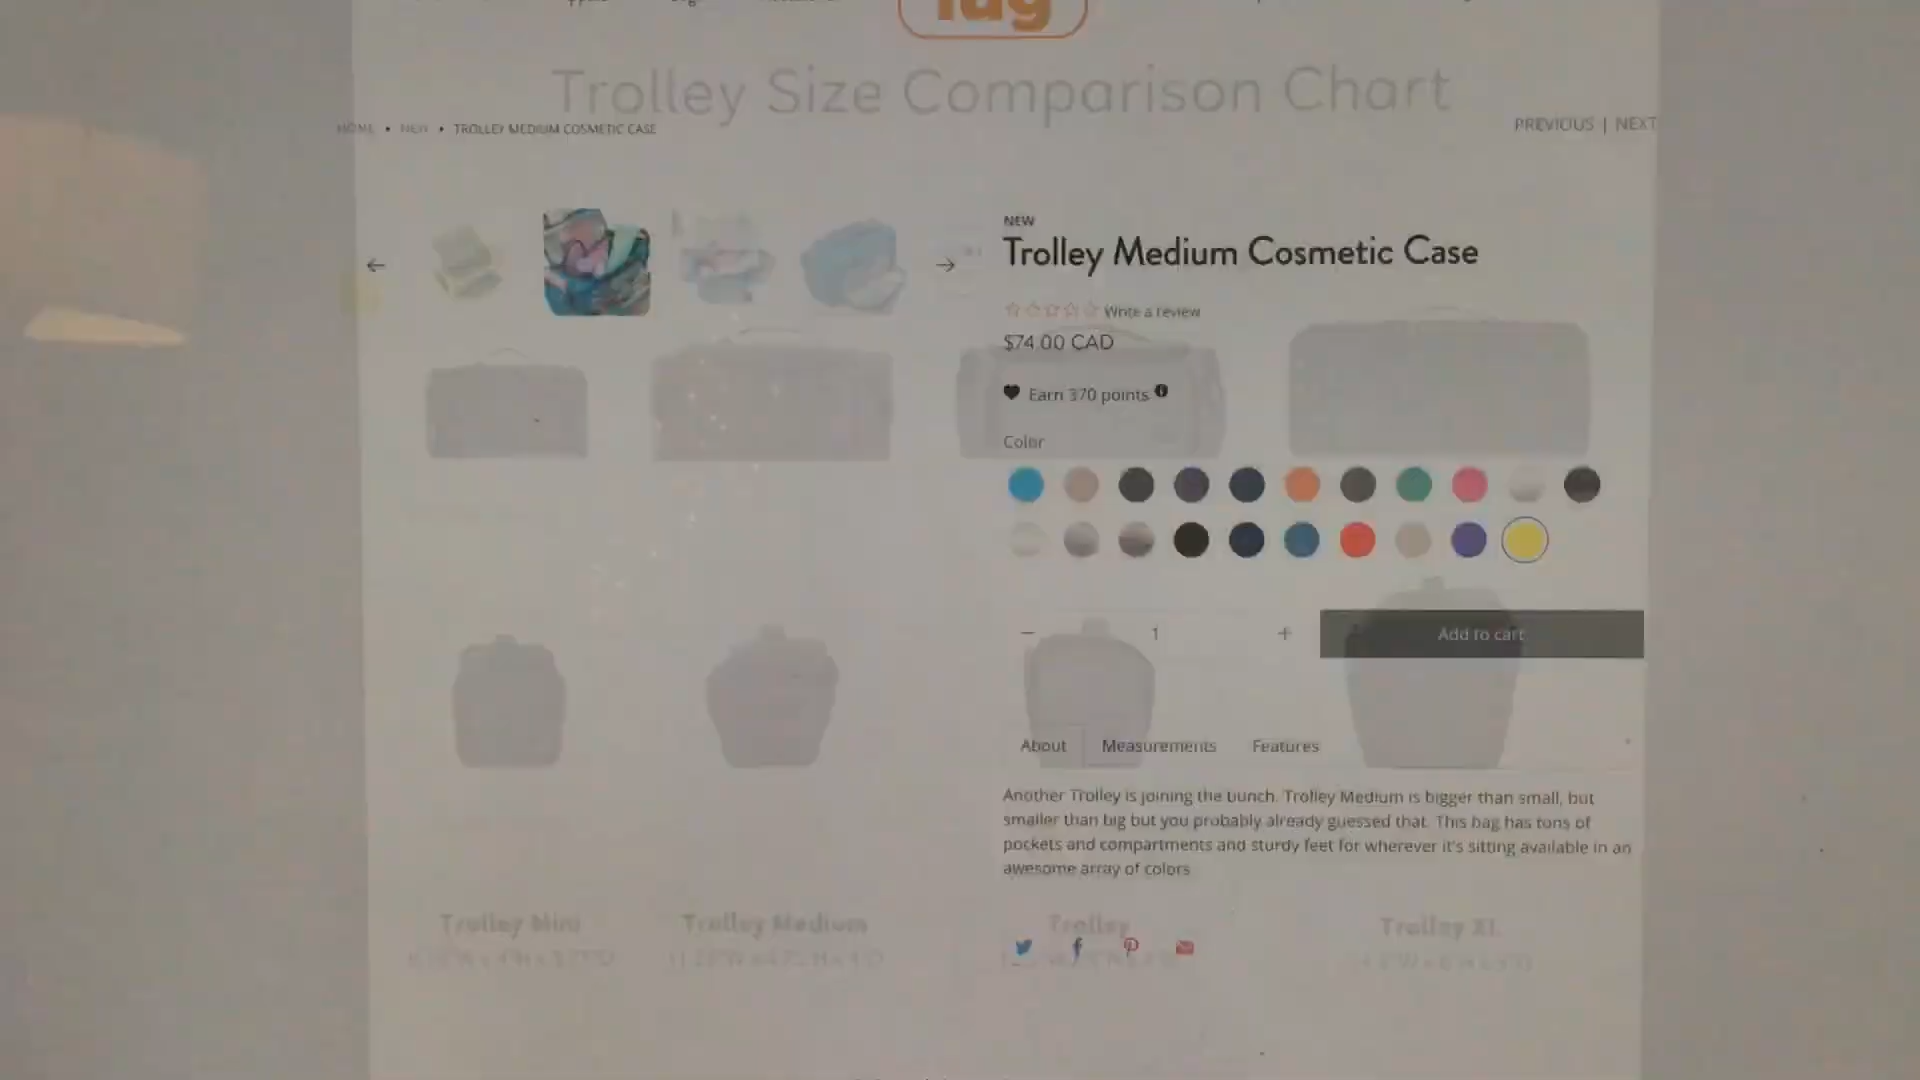 Trolley Size Comparison Chart
HOME • NEW • TROLLEY MEDIUM COSMETIC CASE
PREVIOUS | NEXT
NEW
Trolley Medium Cosmetic Case
Write a review
$74.00 CAD
Earn 370 points
Color
1
Add to cart
About Measurements Features
Another Trolley is joining the bunch. Trolley Medium is bigger than small, but
smaller than big but you probably already guessed that. This bag has tons of
pockets and compartments and sturdy feet for wherever it's sitting available in an
awesome array of colors
Trolley Mini
Trolley Medium
Trolley
Trolley XL